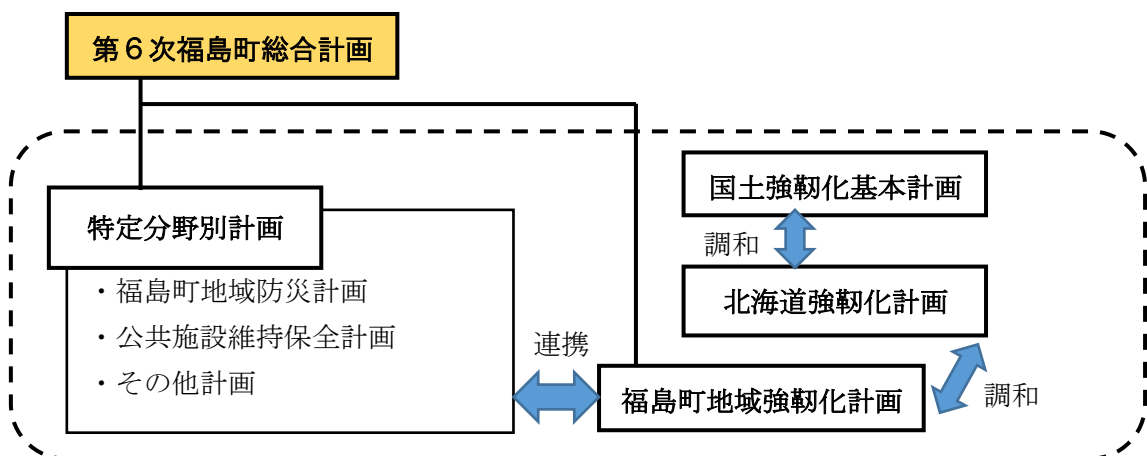 第６次福島町総合計画
国土強靭化基本計画
特定分野別計画
調和
・福島町地域防災計画
北海道強靭化計画
・公共施設維持保全計画
連携
・その他計画
福島町地域強靭化計画
調和